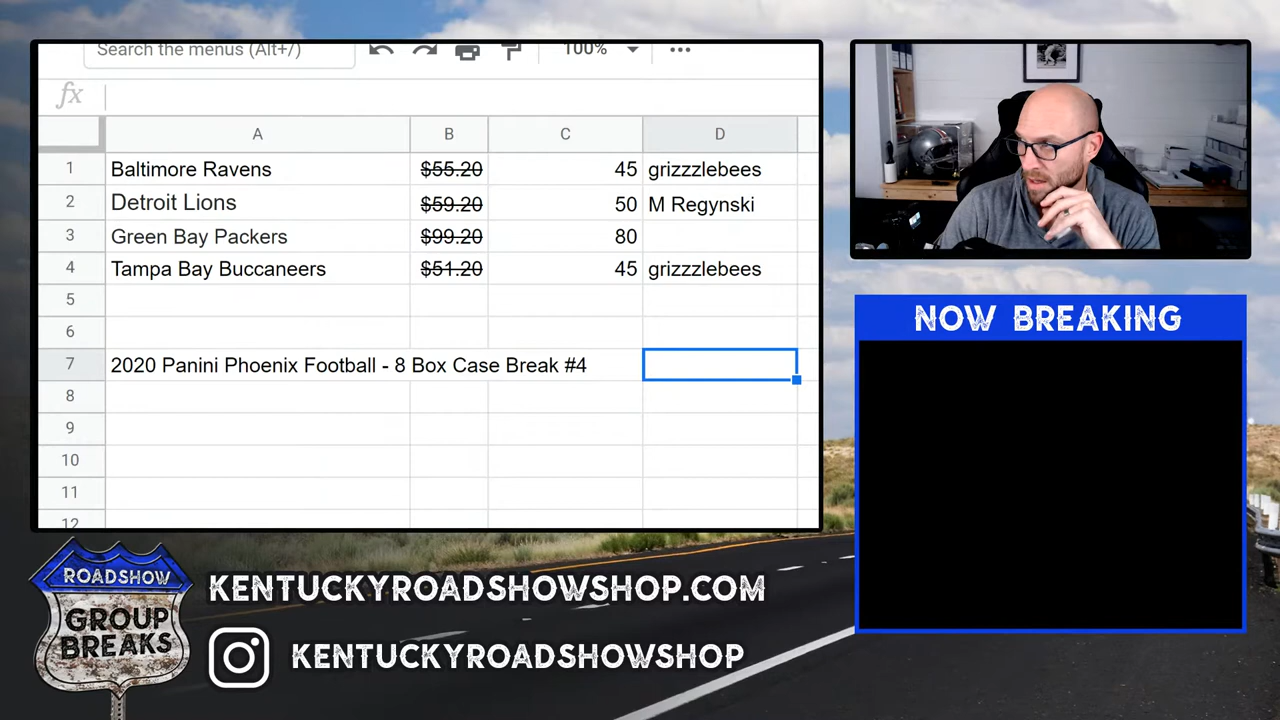 Search the menus (Alt+/)
100%
fx
A B C D
1 Baltimore Ravens $55.20 45 grizzzlebees
2 Detroit Lions $59.20 50 M Regynski
3 Green Bay Packers $99.20 80
4 Tampa Bay Buccaneers $51.20 45 grizzzlebees
5
6
7 2020 Panini Phoenix Football - 8 Box Case Break #4
8
9
10
11
12
NOW BREAKING
ROADSHOW
GROUP
BREAKS
KENTUCKYROADSHOWSHOP.COM
KENTUCKYROADSHOWSHOP